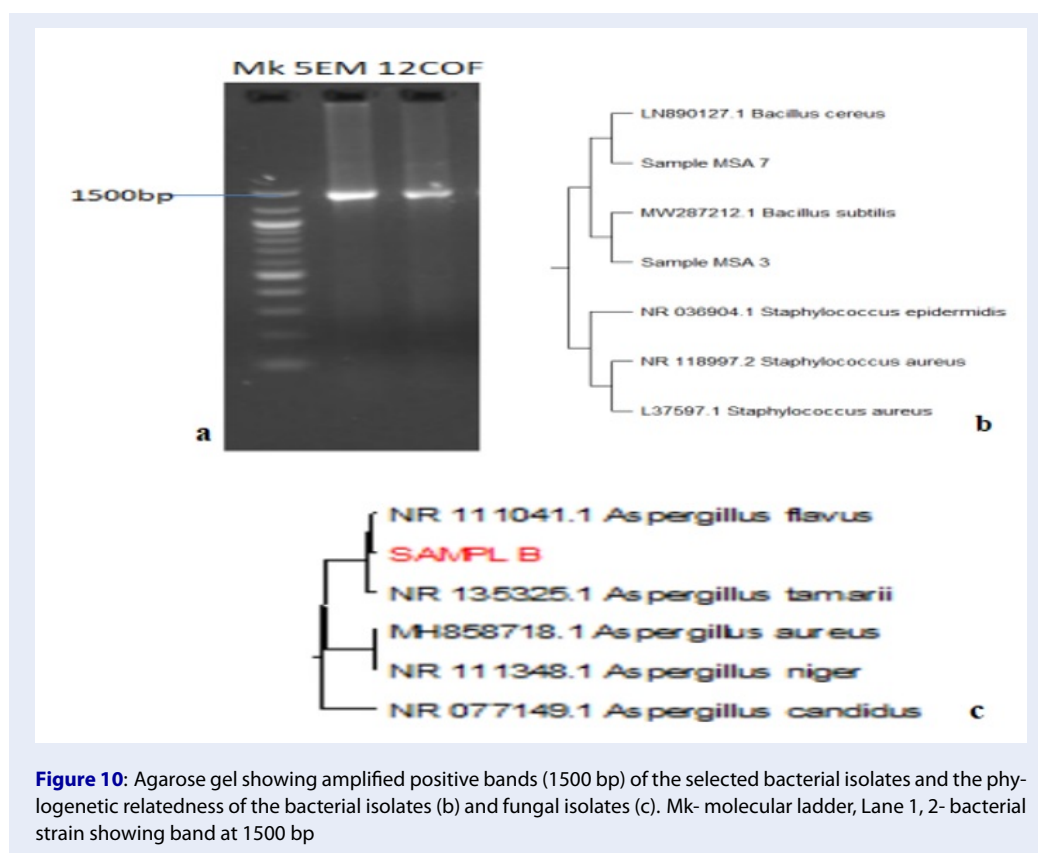 Mk 5EM 12COF
1500bp
a
LN890127.1 Bacillus cereus
Sample MSA 7
MW287212.1 Bacillus subtilis
Sample MSA 3
NR 036904.1 Staphylococcus epidermidis
NR 118997.2 Staphylococcus aureus
L37597.1 Staphylococcus aureus
b
NR 111041.1 Aspergillus flavus
SAMPL B
NR 135325.1 Aspergillus tamarii
MH858718.1 Aspergillus aureus
NR 111348.1 Aspergillus niger
NR 077149.1 Aspergillus candidus
c
Figure 10: Agarose gel showing amplified positive bands (1500 bp) of the selected bacterial isolates and the phy-
logenetic relatedness of the bacterial isolates (b) and fungal isolates (c). Mk- molecular ladder, Lane 1, 2- bacterial
strain showing band at 1500 bp